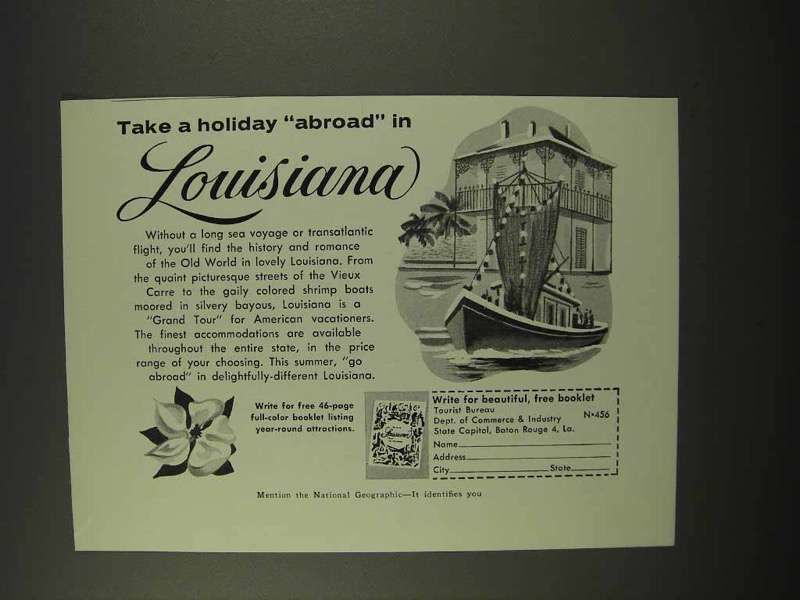 Take a holiday “abroad” in
Louisiana
Without a long sea voyage or transatlantic
flight, you'll find the history and romance
of the Old World in lovely Louisiana. From
the quaint picturesque streets of the Vieux
Carre to the gaily colored shrimp boats
moored in silvery bayous, Louisiana is a
"Grand Tour" for American vacationers.
The finest accommodations are available
throughout the entire state, in the price
range of your choosing. This summer, "go
abroad" in delightfully-different Louisiana.
Write for free 46-page
full-color booklet listing
year-round attractions.
Louisiana
Write for beautiful, free booklet
Tourist Bureau
Dept. of Commerce & Industry N-456
State Capitol, Baton Rouge 4, La.
Name
Address
City State
Mention the National Geographic—It identifies you